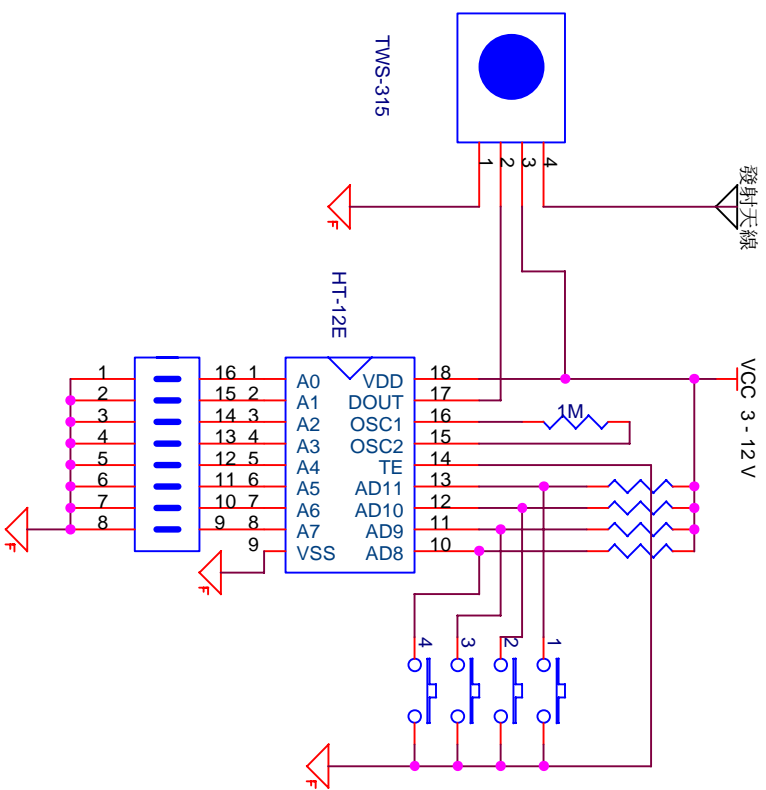 TWS-315
1
2
3
4
發射天線
F
HT-12E
VCC 3 - 12 V
1 16 1 A0 VDD 18
2 15 2 A1 DOUT 17
3 14 3 A2 OSC1 16 1M
4 13 4 A3 OSC2 15
5 12 5 A4 TE 14
6 11 6 A5 AD11 13
7 10 7 A6 AD10 12
8 9 8 A7 AD9 11
9 VSS AD8 10
F
F
4 3 2 1
F